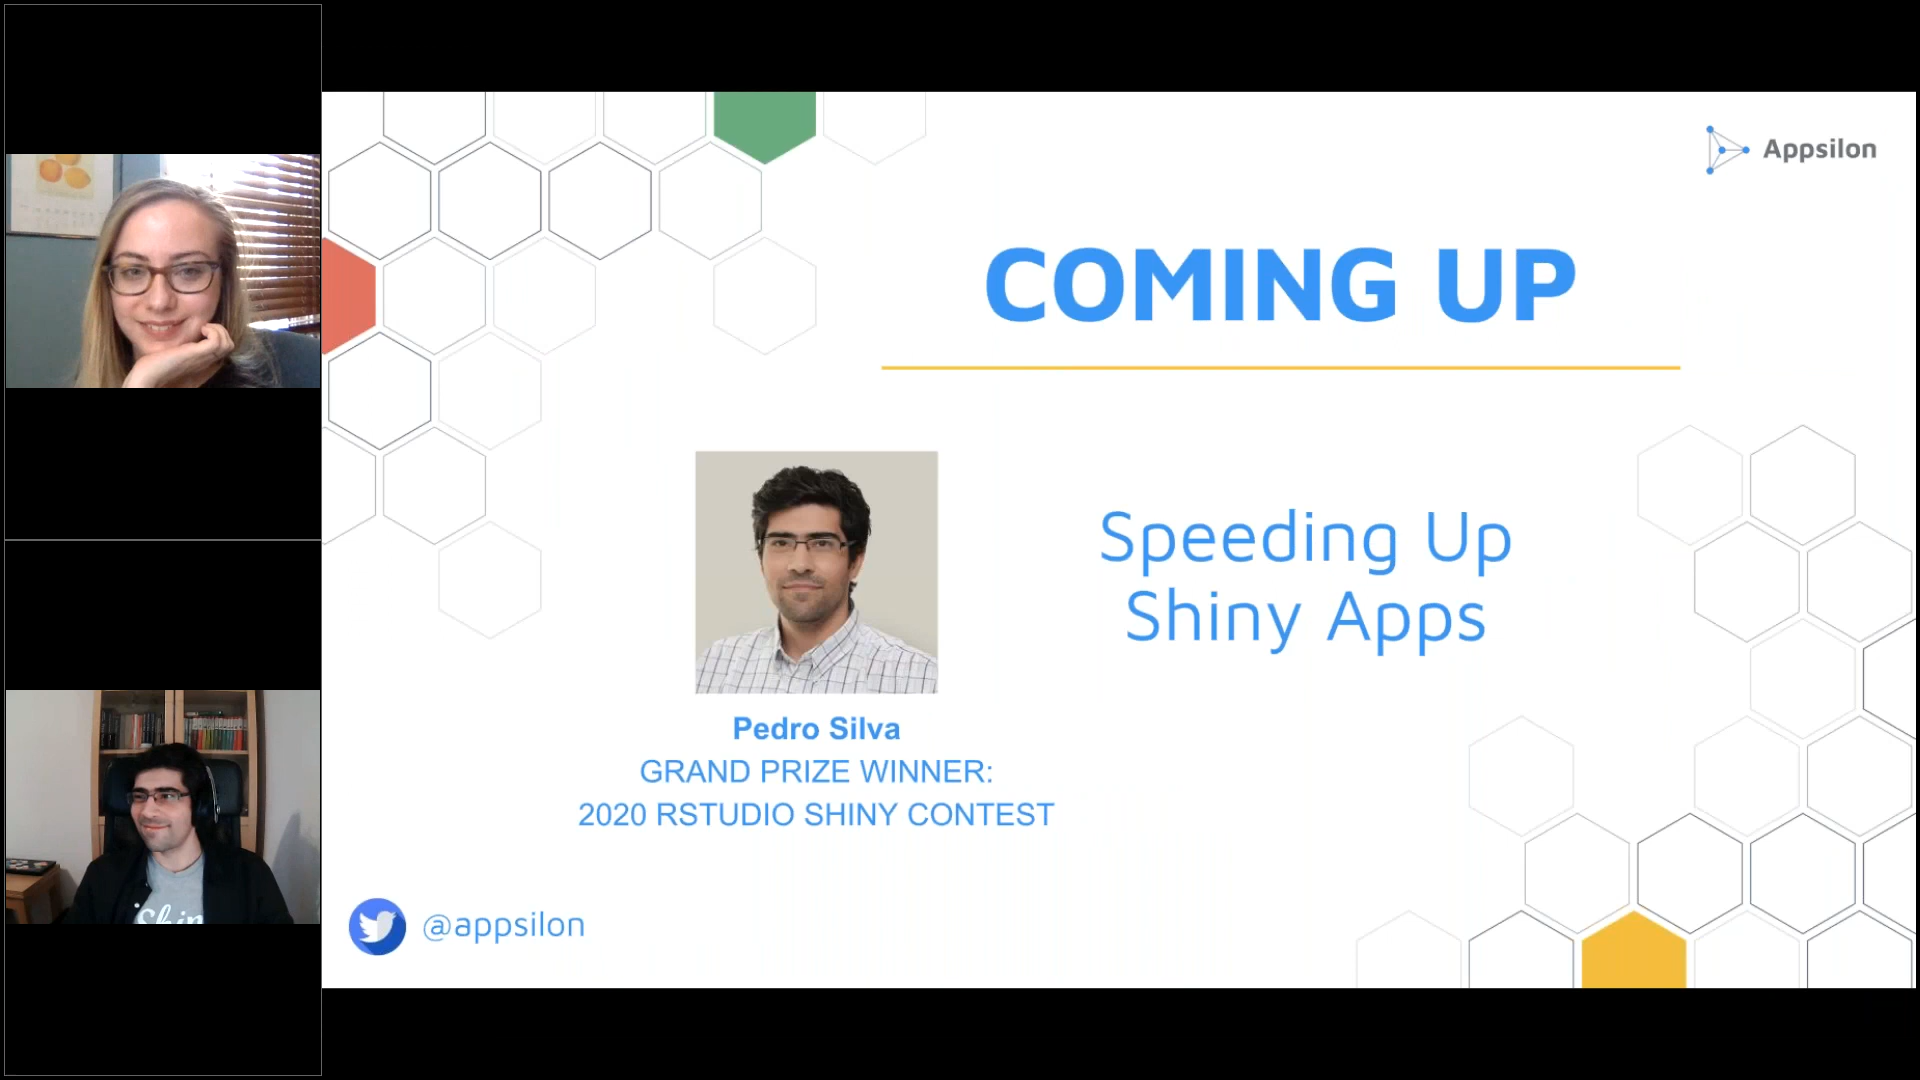 Appsilon
COMING UP
Speeding Up
Shiny Apps
Pedro Silva
GRAND PRIZE WINNER:
2020 RSTUDIO SHINY CONTEST
@appsilon